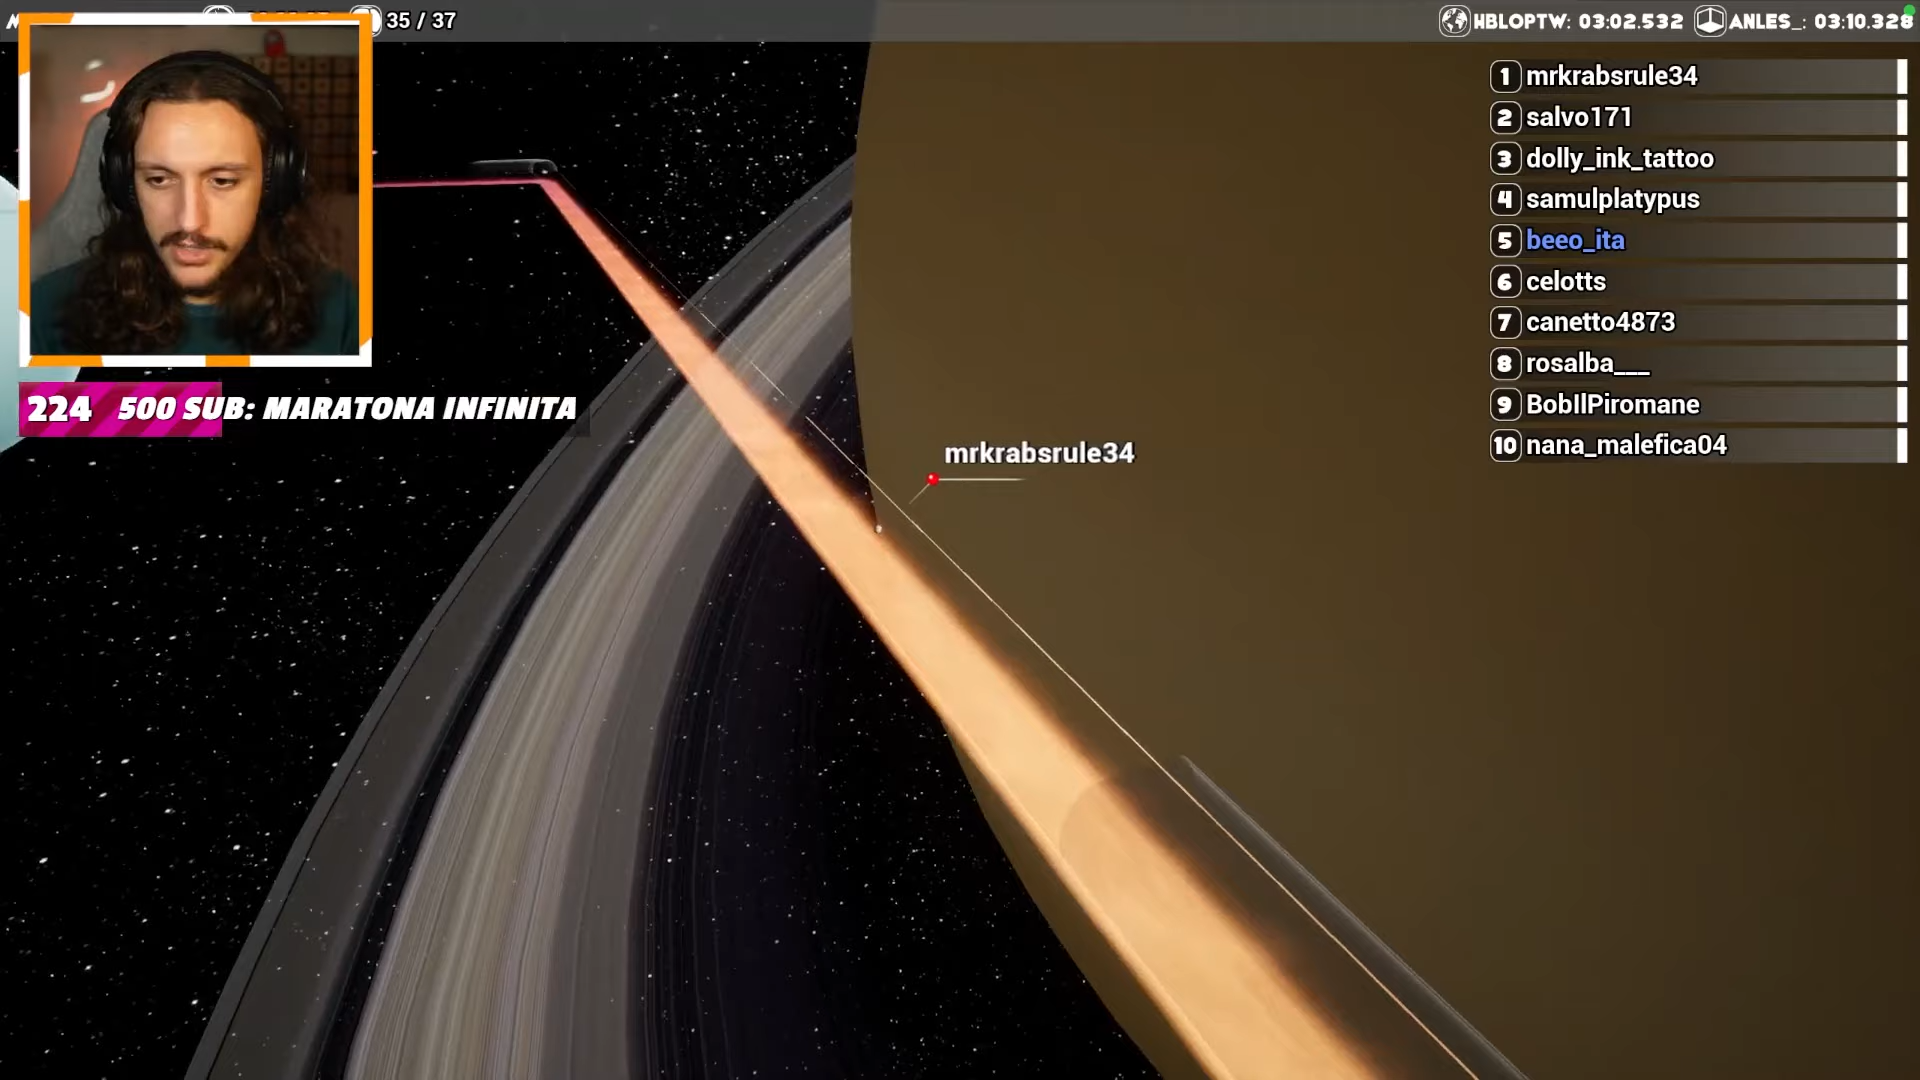 35 / 37
HBLOPTW: 03:02.532
ANLES_: 03:10.328
1 mrkrabsrule34
2 salvo171
3 dolly_ink_tattoo
4 samulplatypus
5 beeo_ita
6 celotts
7 canetto4873
8 rosalba___
9 BobIlPiromane
10 nana_malefica04
224 500 SUB: MARATONA INFINITA
mrkrabsrule34